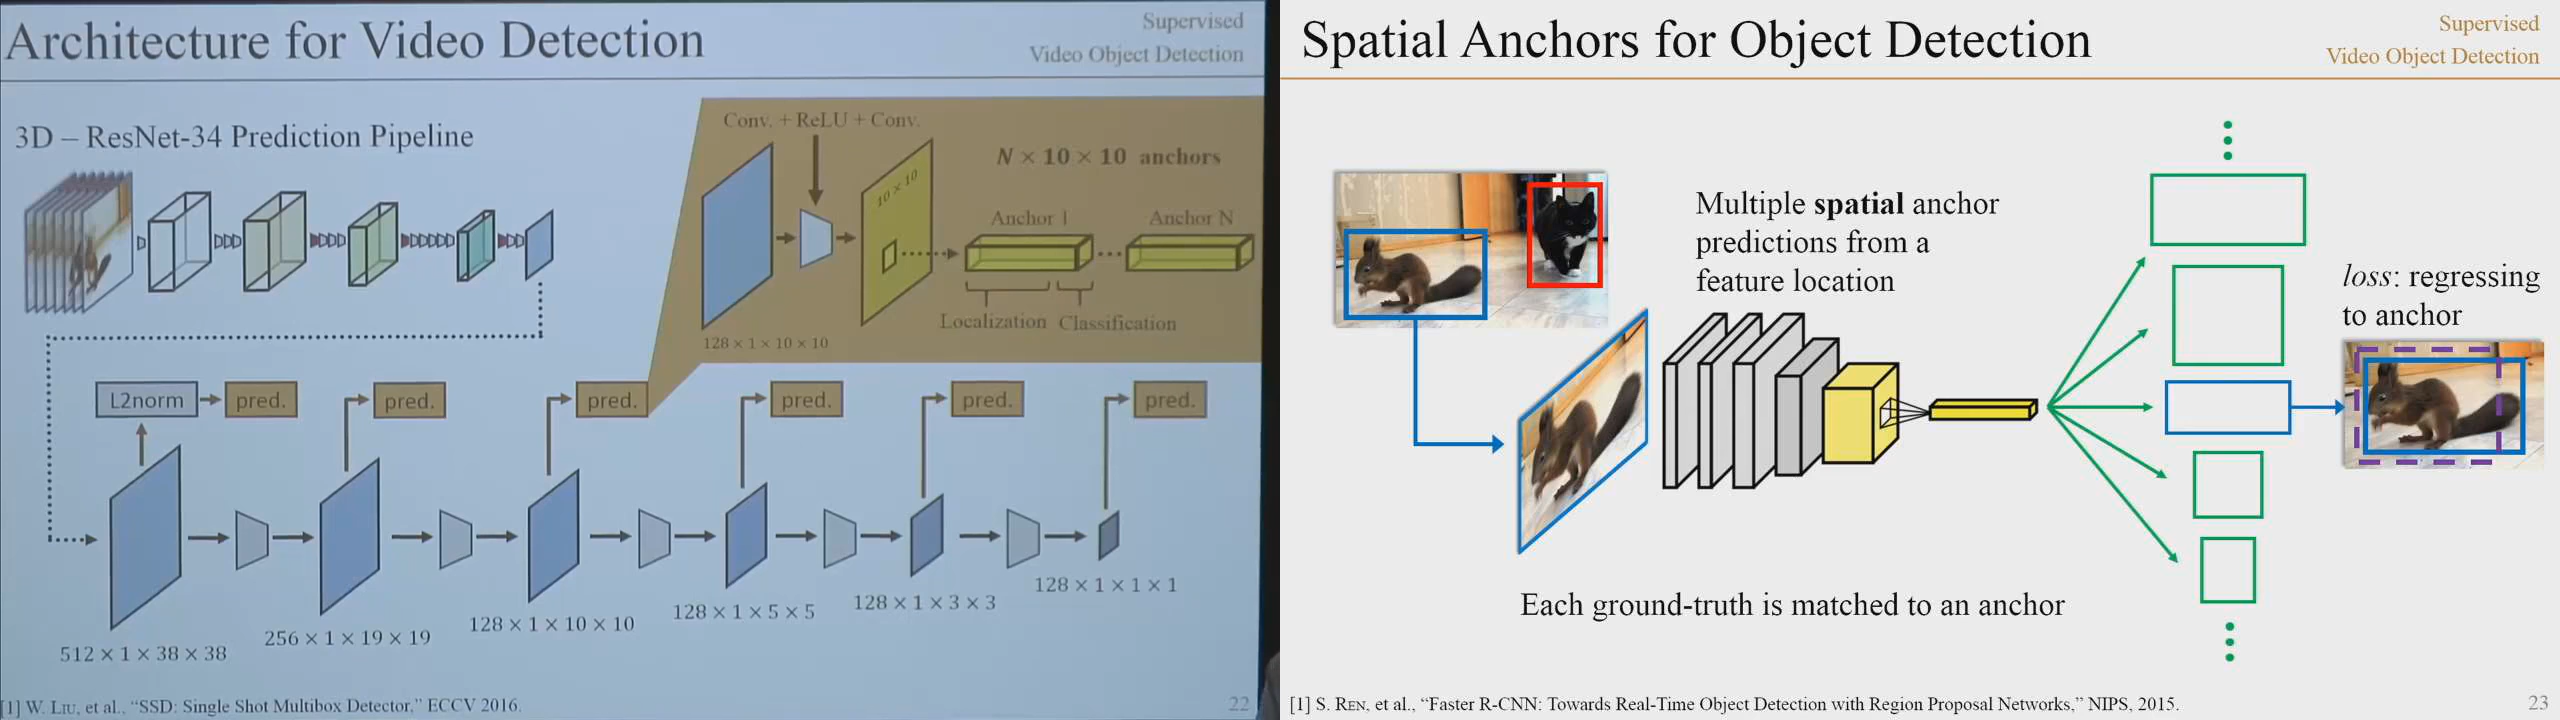 Architecture for Video Detection
Supervised
Video Object Detection
3D – ResNet-34 Prediction Pipeline
Conv. + ReLU + Conv.
N × 10 × 10 anchors
10 × 10
Anchor 1
Anchor N
Localization
Classification
128 × 1 × 10 × 10
L2norm
pred.
pred.
pred.
pred.
pred.
pred.
512 × 1 × 38 × 38
256 × 1 × 19 × 19
128 × 1 × 10 × 10
128 × 1 × 5 × 5
128 × 1 × 3 × 3
128 × 1 × 1 × 1
[1] W. LIU, et al., “SSD: Single Shot Multibox Detector,” ECCV 2016.
22
Spatial Anchors for Object Detection
Supervised
Video Object Detection
Multiple spatial anchor
predictions from a
feature location
loss: regressing
to anchor
Each ground-truth is matched to an anchor
[1] S. REN, et al., “Faster R-CNN: Towards Real-Time Object Detection with Region Proposal Networks,” NIPS, 2015.
23